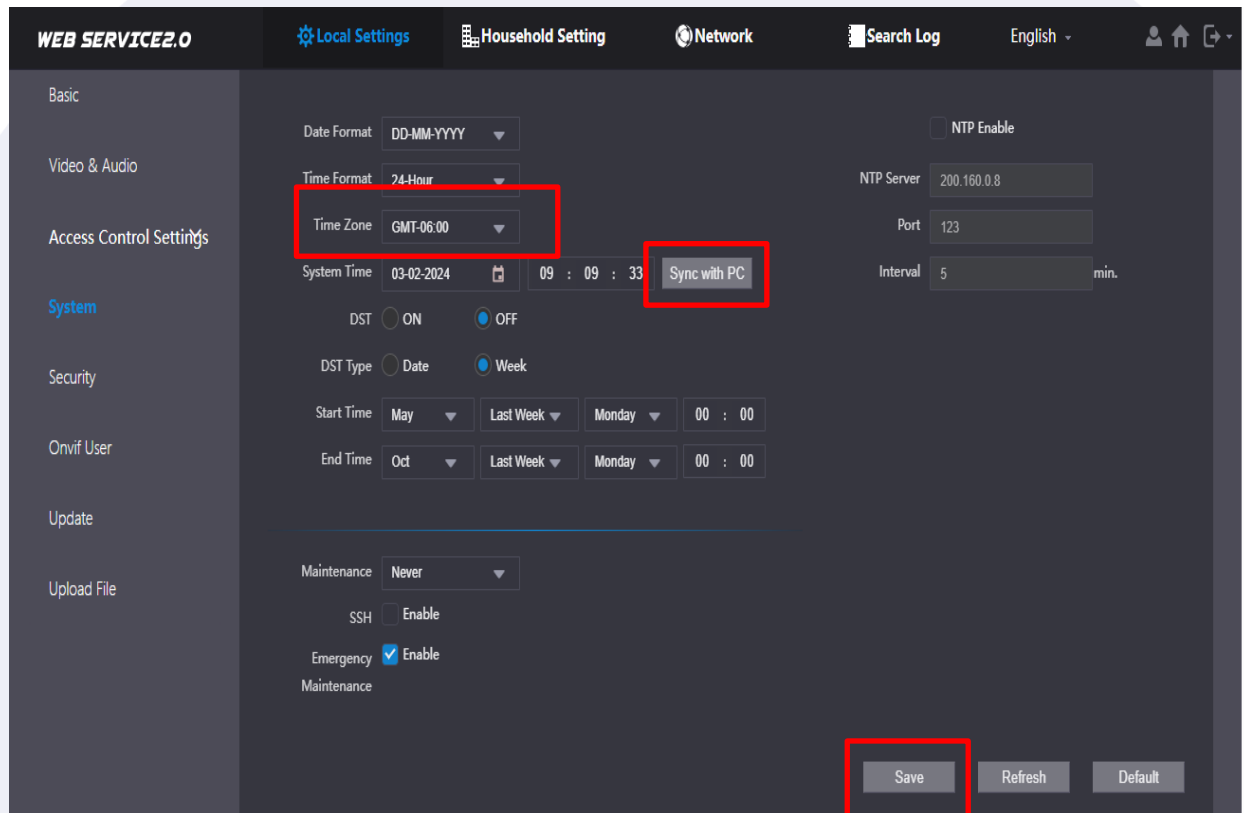 WEB SERVICE2.0
Local Settings
Household Setting
Network
Search Log
English
Basic
Video & Audio
Access Control Settings
System
Security
Onvif User
Update
Upload File
Date Format DD-MM-YYYY
Time Format 24-Hour
Time Zone GMT-06:00
System Time 03-02-2024 09 : 09 : 33 Sync with PC
DST ON OFF
DST Type Date Week
Start Time May Last Week Monday 00 : 00
End Time Oct Last Week Monday 00 : 00
Maintenance Never
SSH Enable
Emergency Enable
Maintenance
NTP Enable
NTP Server 200.160.0.8
Port 123
Interval 5 min.
Save Refresh Default